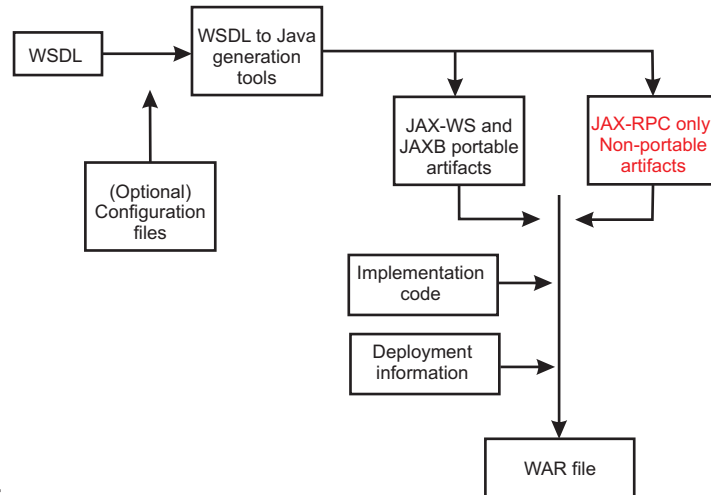 WSDL
WSDL to Java
generation
tools
JAX-WS and
JAXB portable
artifacts
JAX-RPC only
Non-portable
artifacts
(Optional)
Configuration
files
Implementation
code
Deployment
information
WAR file